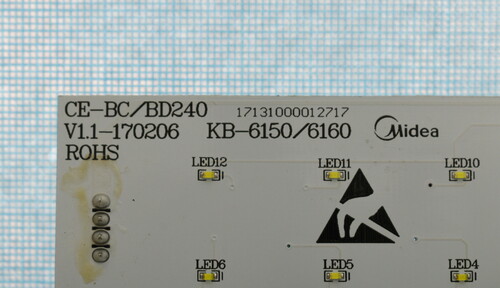 CE-BC/BD240 17131000012717
V1.1-170206 KB-6150/6160 Midea
ROHS
LED12 LED11 LED10
LED6 LED5 LED4